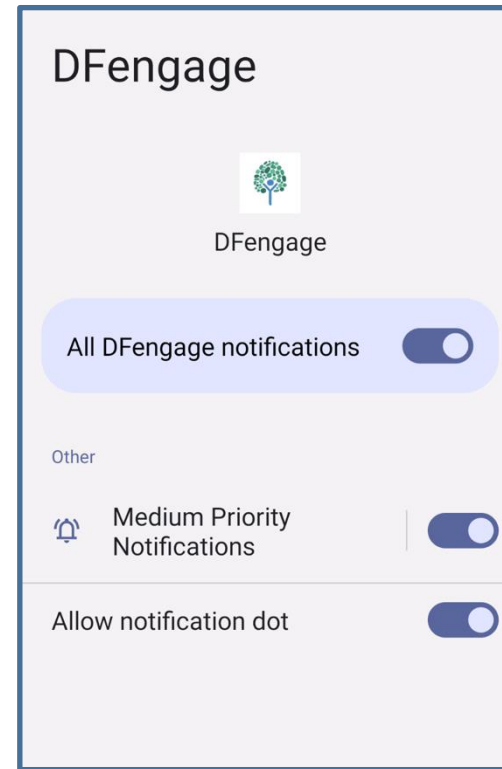 DFengage
DFengage
All DFengage notifications
Other
Medium Priority
Notifications
Allow notification dot